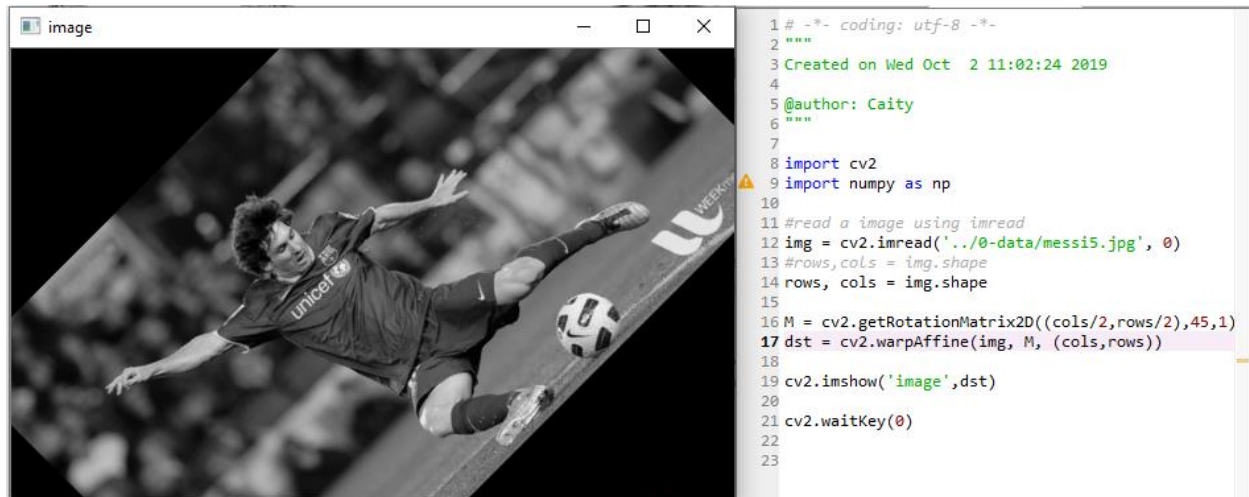 image
1 # -*- coding: utf-8 -*-
2 """
3 Created on Wed Oct  2 11:02:24 2019
4
5 @author: Caity
6 """
7
8 import cv2
9 import numpy as np
10
11 #read a image using imread
12 img = cv2.imread('../0-data/messi5.jpg', 0)
13 #rows,cols = img.shape
14 rows, cols = img.shape
15
16 M = cv2.getRotationMatrix2D((cols/2,rows/2),45,1)
17 dst = cv2.warpAffine(img, M, (cols,rows))
18
19 cv2.imshow('image',dst)
20
21 cv2.waitKey(0)
22
23
unicef
WEEK